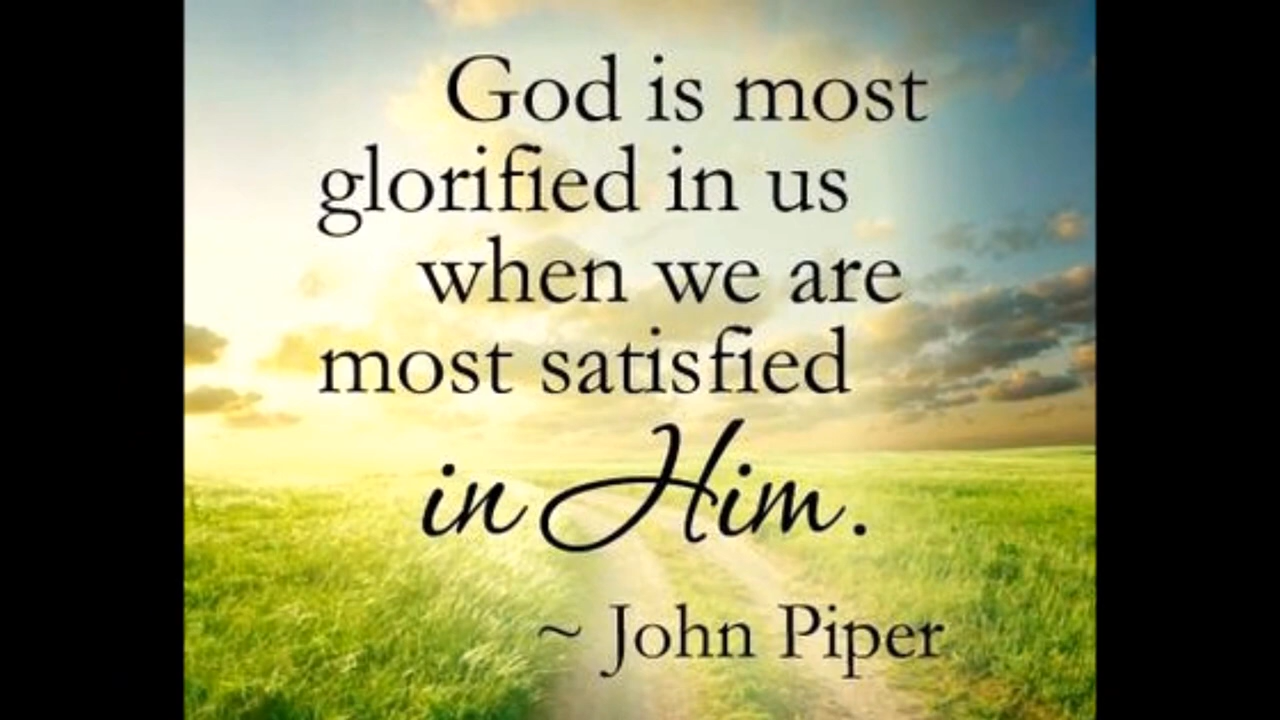 God is most
glorified in us
when we are
most satisfied
in Him.
~ John Piper